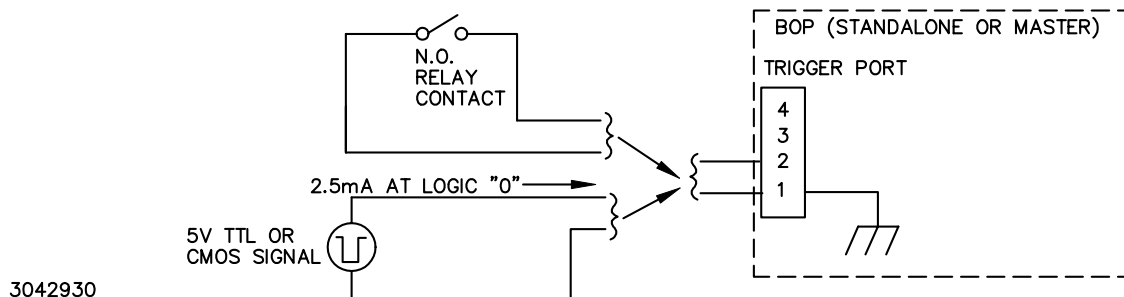 BOP (STANDALONE OR MASTER)
N.O.
RELAY
CONTACT
TRIGGER PORT
4
3
2
1
2.5mA AT LOGIC "0"
5V TTL OR
CMOS SIGNAL
3042930